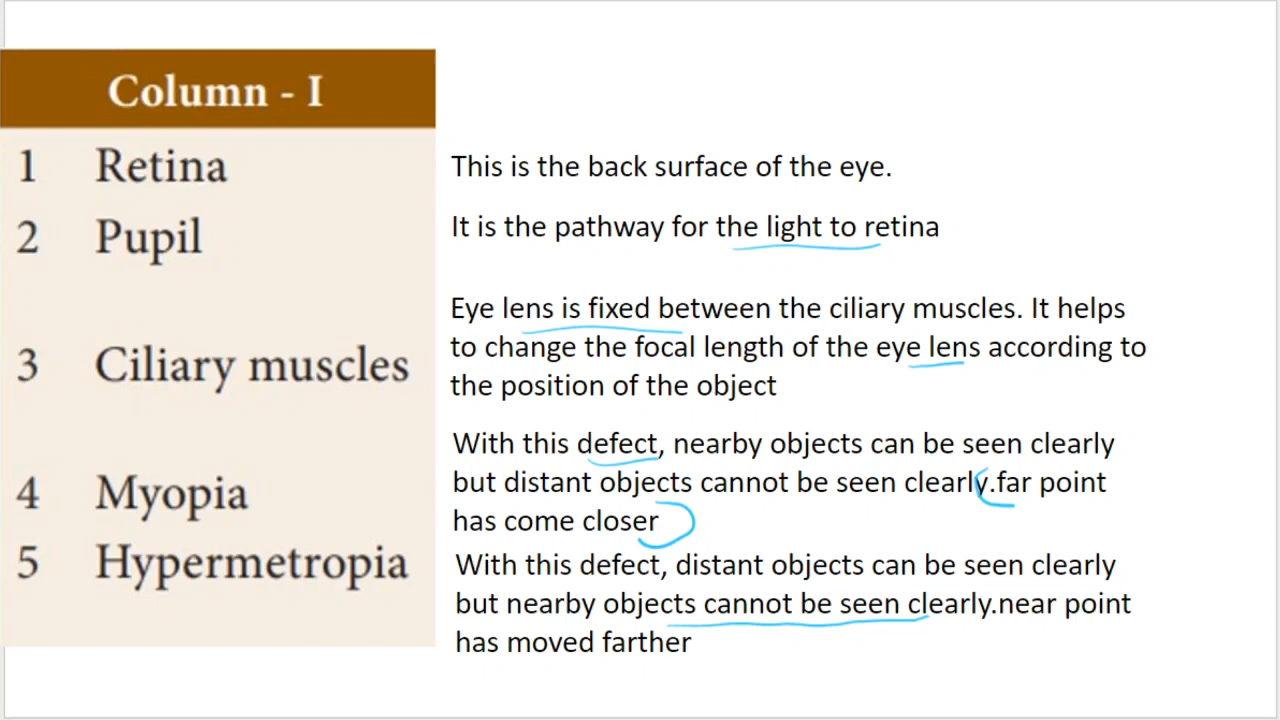 Column - I
1 Retina
This is the back surface of the eye.
2 Pupil
It is the pathway for the light to retina
3 Ciliary muscles
Eye lens is fixed between the ciliary muscles. It helps
to change the focal length of the eye lens according to
the position of the object
4 Myopia
With this defect, nearby objects can be seen clearly
but distant objects cannot be seen clearly.far point
has come closer
5 Hypermetropia
With this defect, distant objects can be seen clearly
but nearby objects cannot be seen clearly.near point
has moved farther